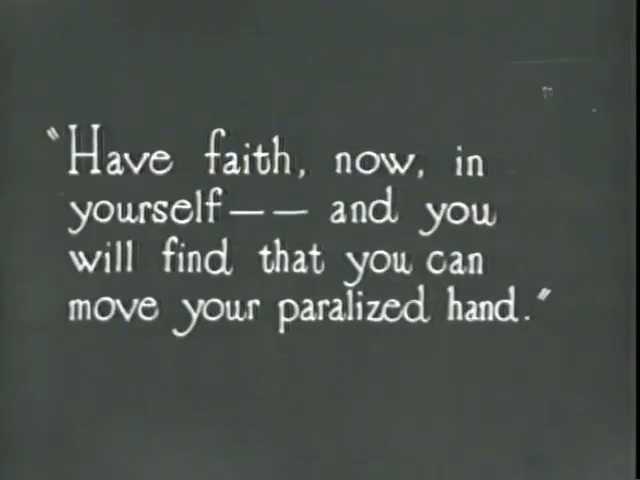 "Have faith, now, in
yourself—— and you
will find that you can
move your paralized hand."